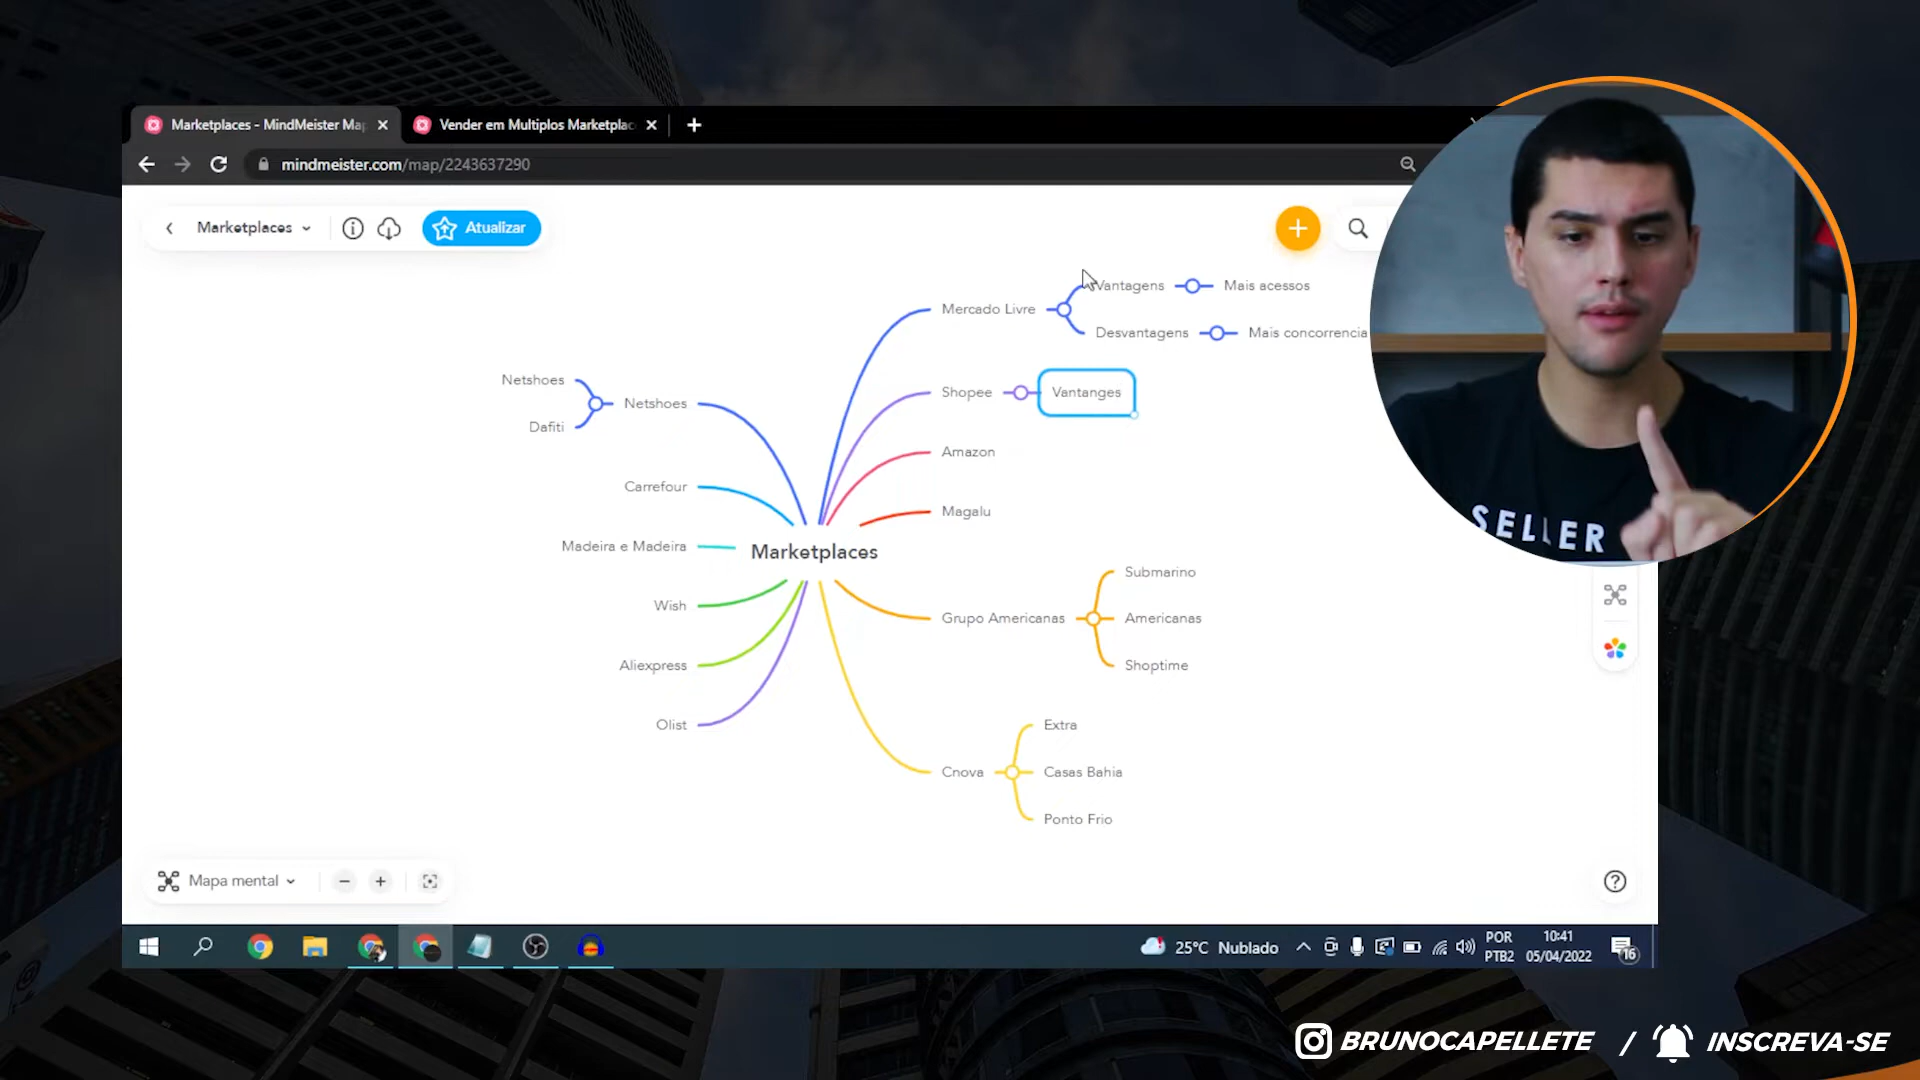 Marketplaces - MindMeister Ma
Vender em Multiplos Marketplac
mindmeister.com/map/2243637290
Marketplaces
Atualizar
Mercado Livre
Vantagens
Mais acessos
Desvantagens
Mais concorrencia
Shopee
Vantanges
Amazon
Magalu
Netshoes
Netshoes
Dafiti
Carrefour
Madeira e Madeira
Marketplaces
Wish
Aliexpress
Olist
Grupo Americanas
Submarino
Americanas
Shoptime
Cnova
Extra
Casas Bahia
Ponto Frio
SELLER
Mapa mental
25°C Nublado
POR
PTB2
10:41
05/04/2022
16
BRUNOCAPELLETE / INSCREVA-SE